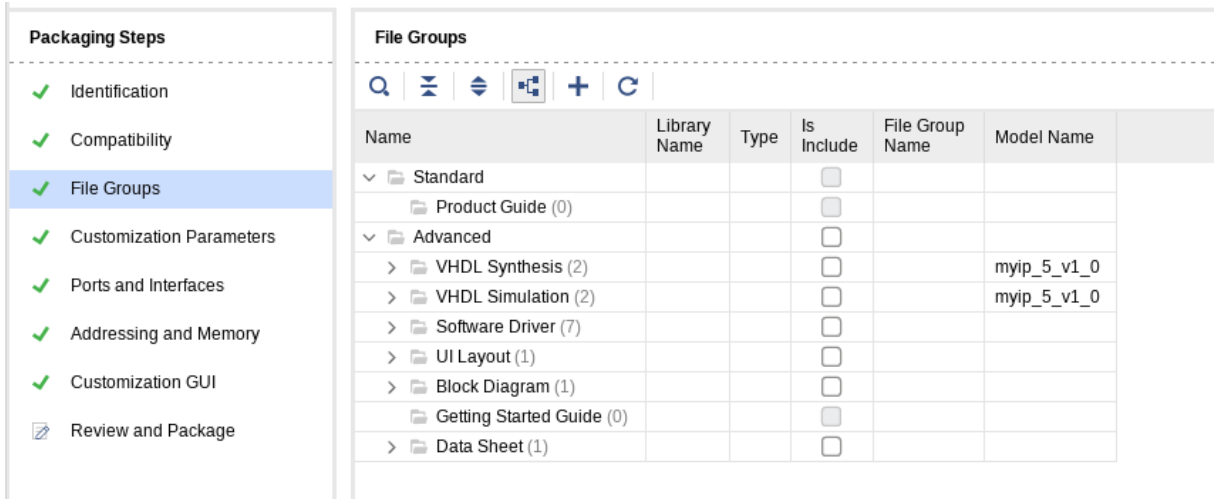 Packaging Steps
Identification
Compatibility
File Groups
Customization Parameters
Ports and Interfaces
Addressing and Memory
Customization GUI
Review and Package
File Groups
Name Library Name Type Is Include File Group Name Model Name
Standard
Product Guide (0)
Advanced
VHDL Synthesis (2) myip_5_v1_0
VHDL Simulation (2) myip_5_v1_0
Software Driver (7)
UI Layout (1)
Block Diagram (1)
Getting Started Guide (0)
Data Sheet (1)